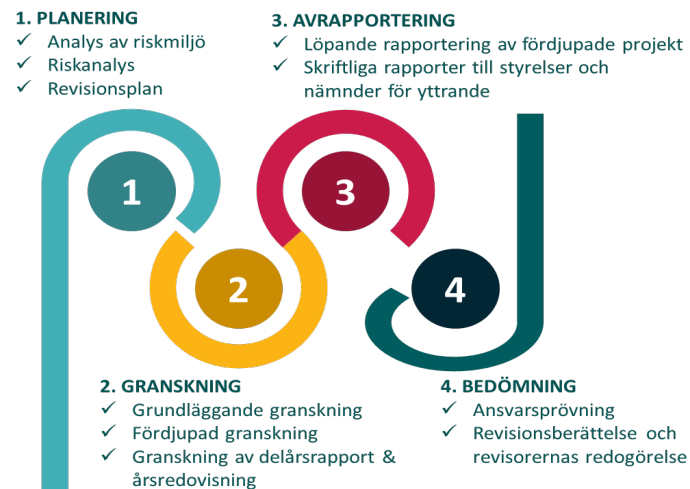 1. PLANERING
✓ Analys av riskmiljö
✓ Riskanalys
✓ Revisionsplan
3. AVRAPPORTERING
✓ Löpande rapportering av fördjupade projekt
✓ Skriftliga rapporter till styrelser och
nämnder för yttrande
1
3
2
4
2. GRANSKNING
✓ Grundläggande granskning
✓ Fördjupad granskning
✓ Granskning av delårsrapport &
årsredovisning
4. BEDÖMNING
✓ Ansvarsprövning
✓ Revisionsberättelse och
revisorernas redogörelse